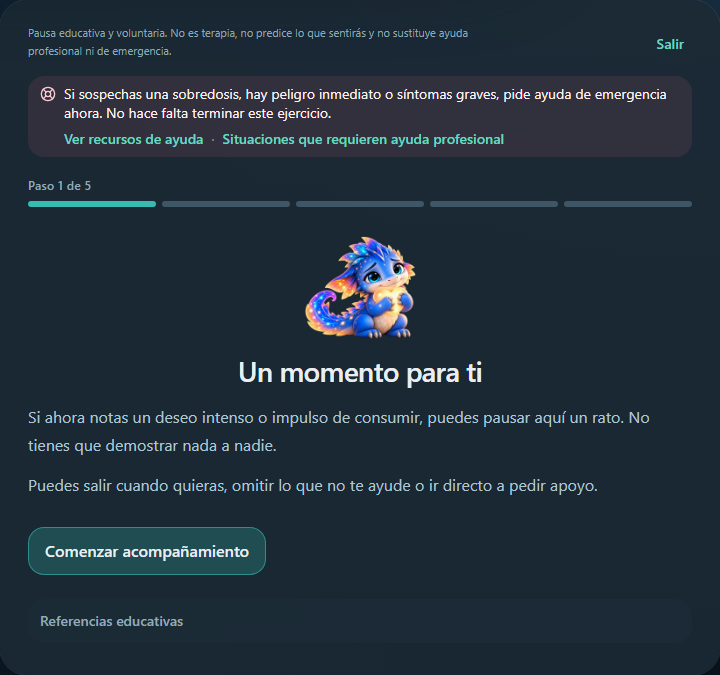 Pausa educativa y voluntaria. No es terapia, no predice lo que sentirás y no sustituye ayuda
profesional ni de emergencia.
Salir
Si sospechas una sobredosis, hay peligro inmediato o síntomas graves, pide ayuda de emergencia
ahora. No hace falta terminar este ejercicio.
Ver recursos de ayuda · Situaciones que requieren ayuda profesional
Paso 1 de 5
Un momento para ti
Si ahora notas un deseo intenso o impulso de consumir, puedes pausar aquí un rato. No
tienes que demostrar nada a nadie.
Puedes salir cuando quieras, omitir lo que no te ayude o ir directo a pedir apoyo.
Comenzar acompañamiento
Referencias educativas